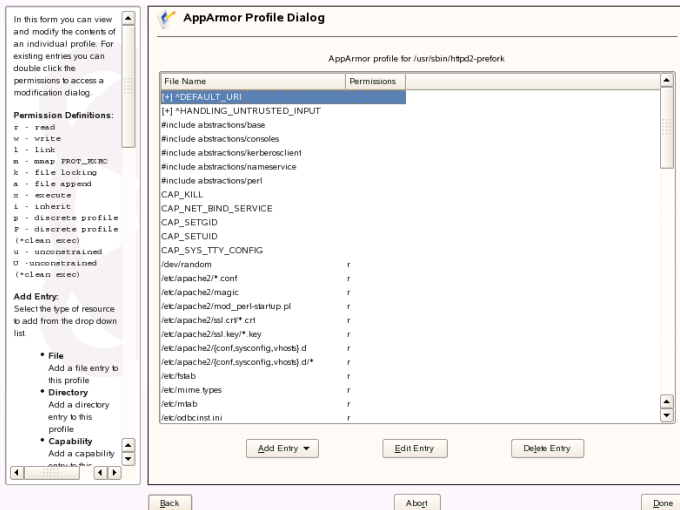 In this form you can view
and modify the contents of
an individual profile. For
existing entries you can
double click the
permissions to access a
modification dialog.
Permission Definitions:
r - read
w - write
l - link
m - mmap PROT_EXEC
k - file locking
a - file append
x - execute
i - inherit
p - discrete profile
P - discrete profile
(*clean exec)
u - unconstrained
U -unconstrained
(*clean exec)
Add Entry:
Select the type of resource
to add from the drop down
list.
• File
Add a file entry to
this profile
• Directory
Add a directory
entry to this
profile
• Capability
Add a capability
entry to this
AppArmor Profile Dialog
AppArmor profile for /usr/sbin/httpd2-prefork
File Name Permissions
[+] ^DEFAULT_URI
[+] ^HANDLING_UNTRUSTED_INPUT
#include abstractions/base
#include abstractions/consoles
#include abstractions/kerberosclient
#include abstractions/nameservice
#include abstractions/perl
CAP_KILL
CAP_NET_BIND_SERVICE
CAP_SETGID
CAP_SETUID
CAP_SYS_TTY_CONFIG
/dev/random r
/etc/apache2/*.conf r
/etc/apache2/magic r
/etc/apache2/mod_perl-startup.pl r
/etc/apache2/ssl.crt/*.crt r
/etc/apache2/ssl.key/*.key r
/etc/apache2/{conf,sysconfig,vhosts}.d r
/etc/apache2/{conf,sysconfig,vhosts}.d/* r
/etc/fstab r
/etc/mime.types r
/etc/mtab r
/etc/odbcinst.ini r
Add Entry Edit Entry Delete Entry
Back Abort Done